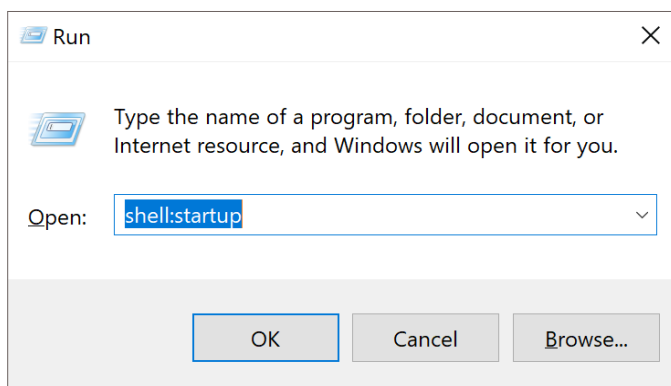 Run
Type the name of a program, folder, document, or
Internet resource, and Windows will open it for you.
Open: shell:startup
OK Cancel Browse...